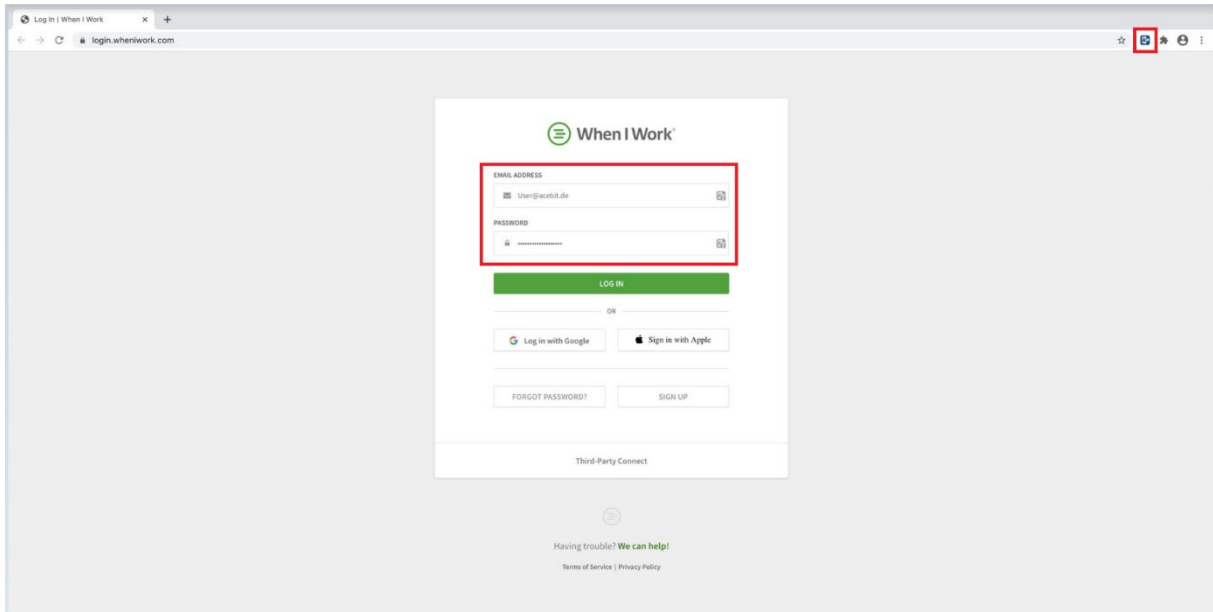 Log In | When I Work
login.wheniwork.com
When I Work®
EMAIL ADDRESS
User@acebit.de
PASSWORD
LOG IN
OR
Log in with Google
Sign in with Apple
FORGOT PASSWORD?
SIGN UP
Third-Party Connect
Having trouble? We can help!
Terms of Service | Privacy Policy